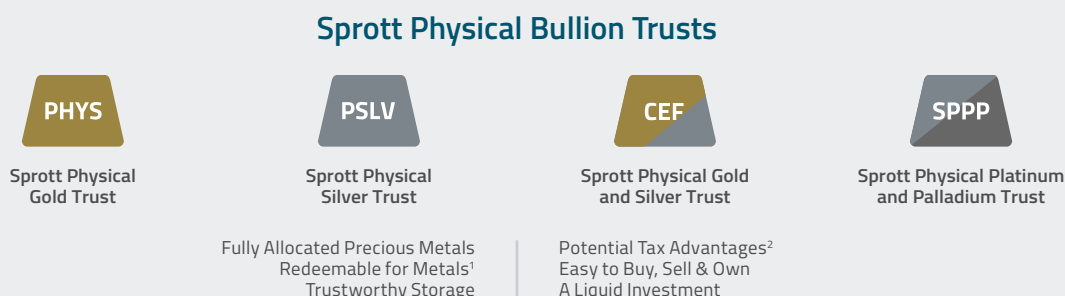 Sprott Physical Bullion Trusts
PHYS
Sprott Physical
Gold Trust
PSLV
Sprott Physical
Silver Trust
CEF
Sprott Physical Gold
and Silver Trust
SPPP
Sprott Physical Platinum
and Palladium Trust
Fully Allocated Precious Metals
Redeemable for Metals¹
Trustworthy Storage
Potential Tax Advantages²
Easy to Buy, Sell & Own
A Liquid Investment